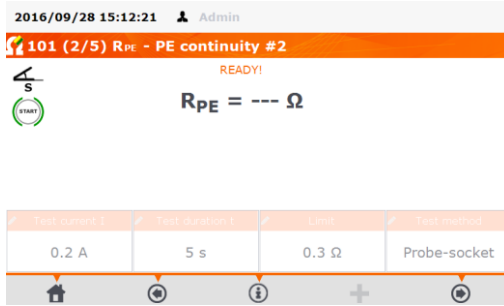 2016/09/28 15:12:21 Admin
101 (2/5) RPE - PE continuity #2
READY!
S
START
RPE = --- Ω
Test current I Test duration t Limit Test method
0.2 A 5 s 0.3 Ω Probe-socket